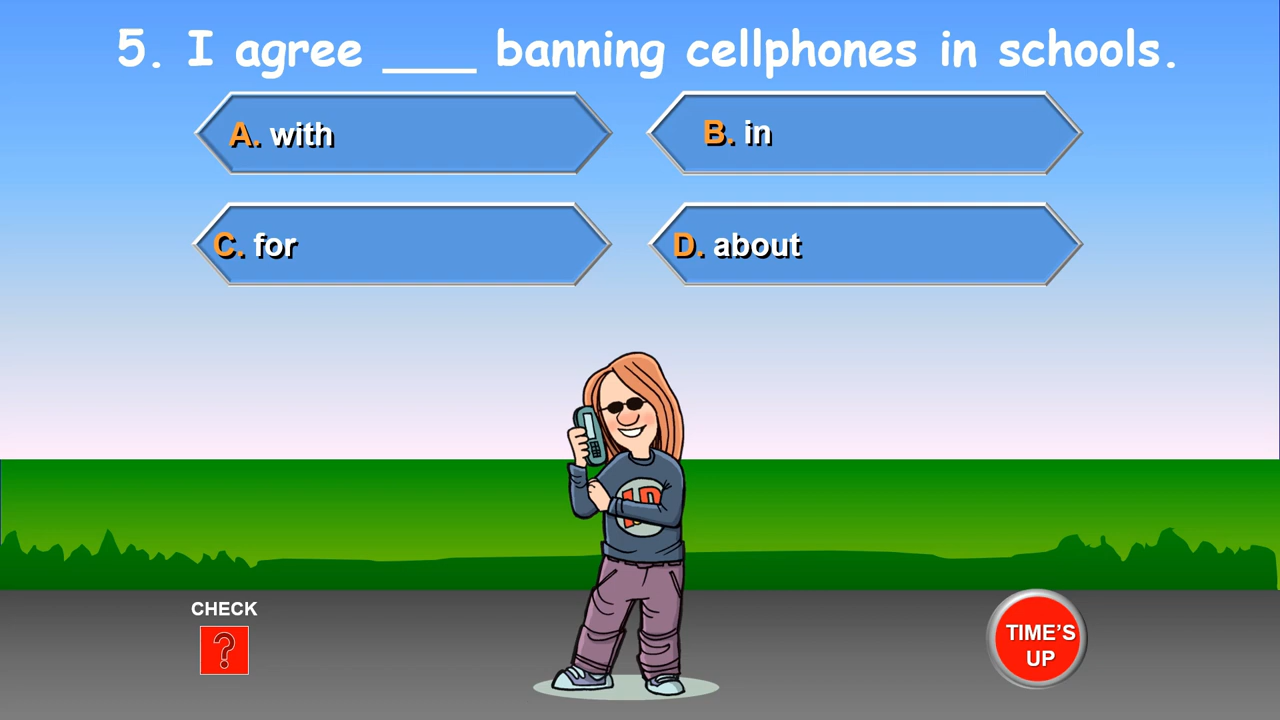 5. I agree ___ banning cellphones in schools.
A. with
B. in
C. for
D. about
CHECK
?
TIME'S
UP